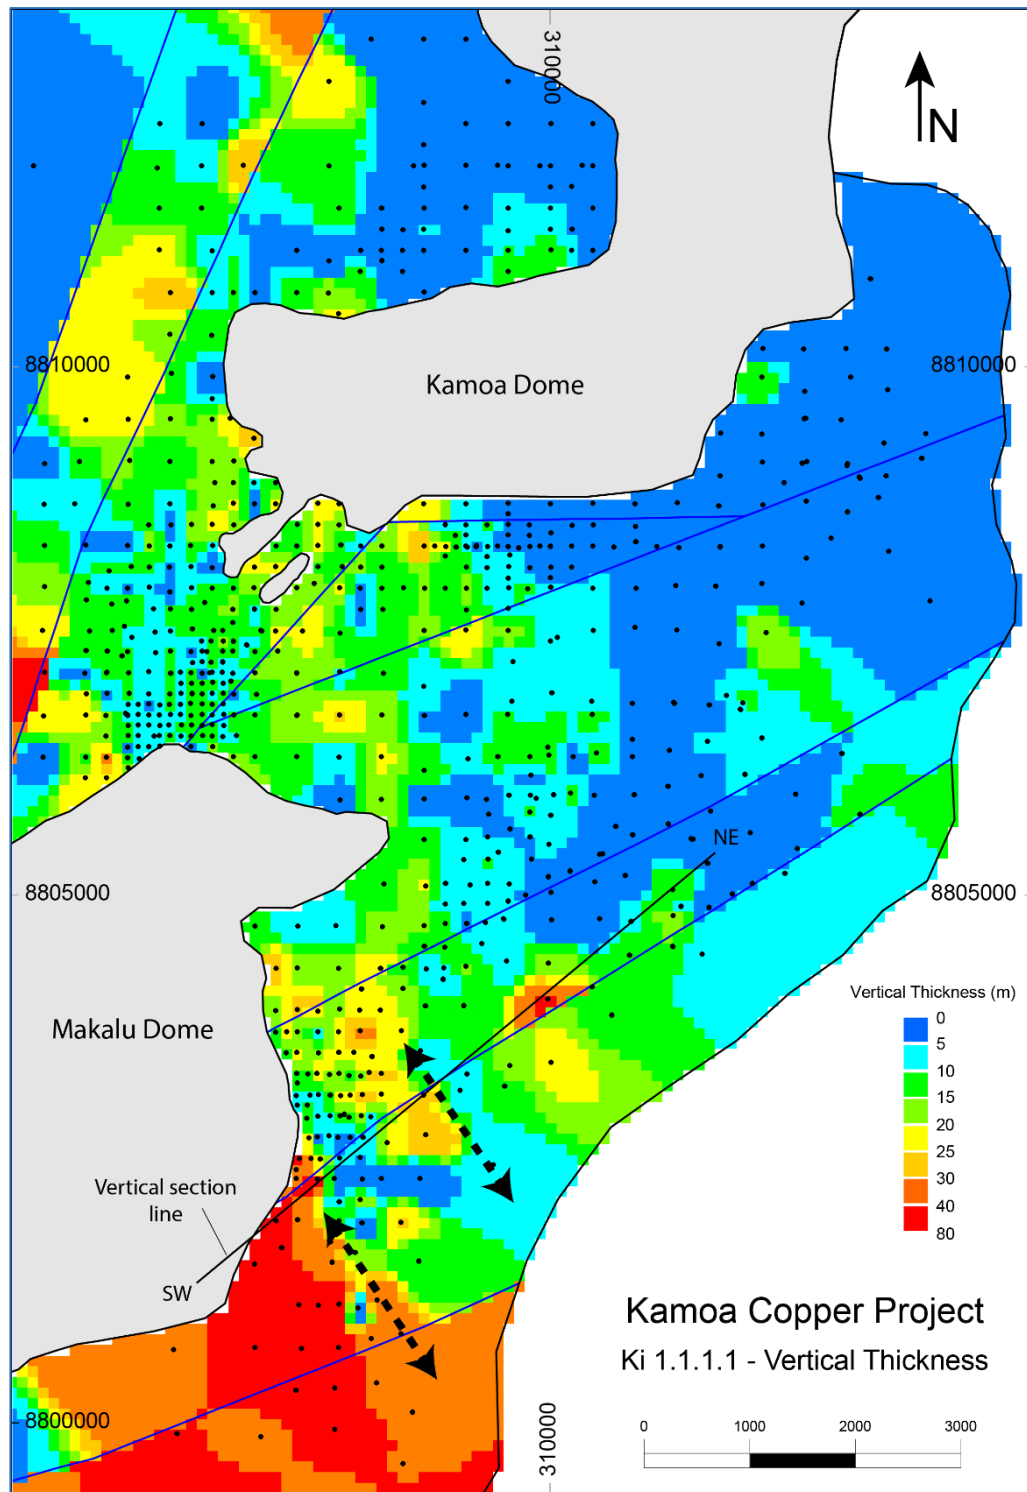 310000
N
8810000
8810000
Kamoa Dome
NE
8805000
8805000
Makalu Dome
Vertical Thickness (m)
0
5
10
15
20
25
30
40
80
Vertical section
line
SW
Kamoa Copper Project
Ki 1.1.1.1 - Vertical Thickness
8800000
310000
0
1000
2000
3000